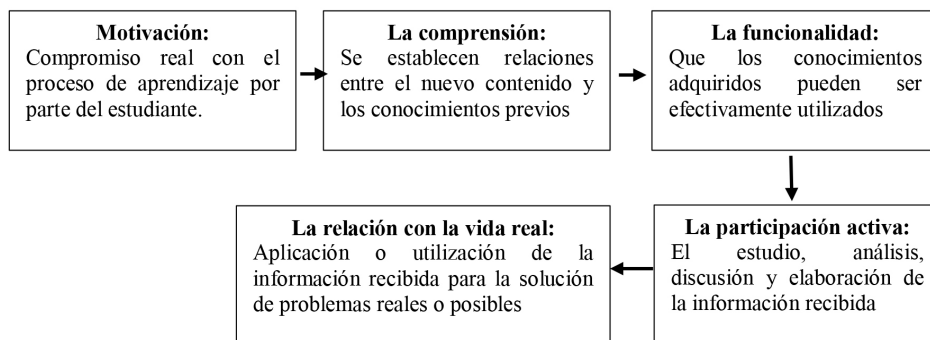 Motivación:
Compromiso real con el
proceso de aprendizaje por
parte del estudiante.
La comprensión:
Se establecen relaciones
entre el nuevo contenido y
los conocimientos previos
La funcionalidad:
Que los conocimientos
adquiridos pueden ser
efectivamente utilizados
La participación activa:
El estudio, análisis,
discusión y elaboración de
la información recibida
La relación con la vida real:
Aplicación o utilización de la
información recibida para la solución
de problemas reales o posibles